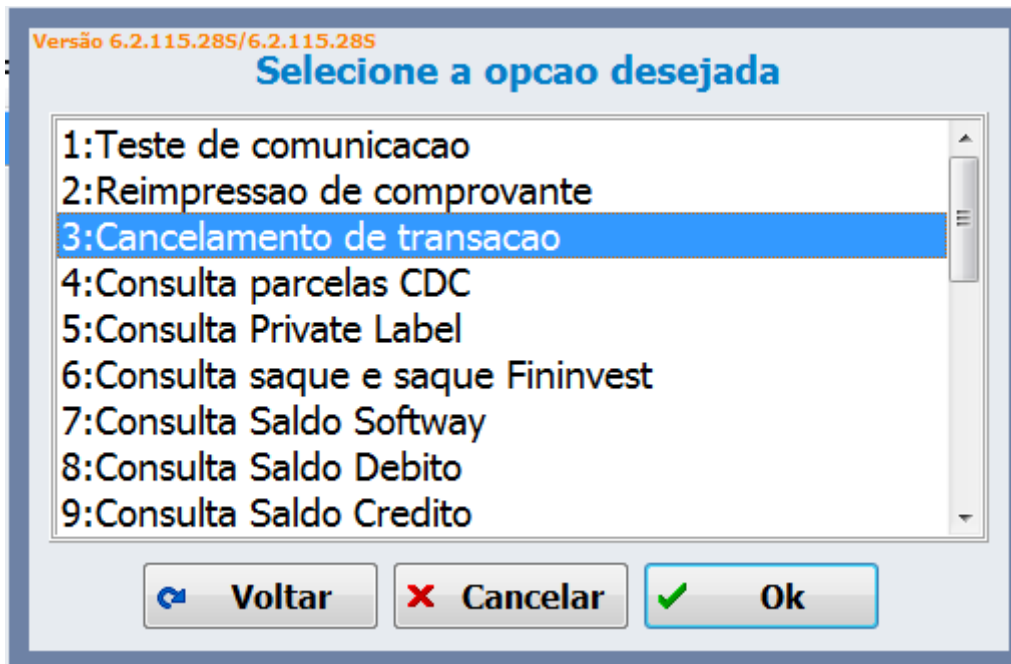 Versão 6.2.115.28S/6.2.115.28S
Selecione a opcao desejada
1:Teste de comunicacao
2:Reimpressao de comprovante
3:Cancelamento de transacao
4:Consulta parcelas CDC
5:Consulta Private Label
6:Consulta saque e saque Fininvest
7:Consulta Saldo Softway
8:Consulta Saldo Debito
9:Consulta Saldo Credito
Voltar Cancelar Ok